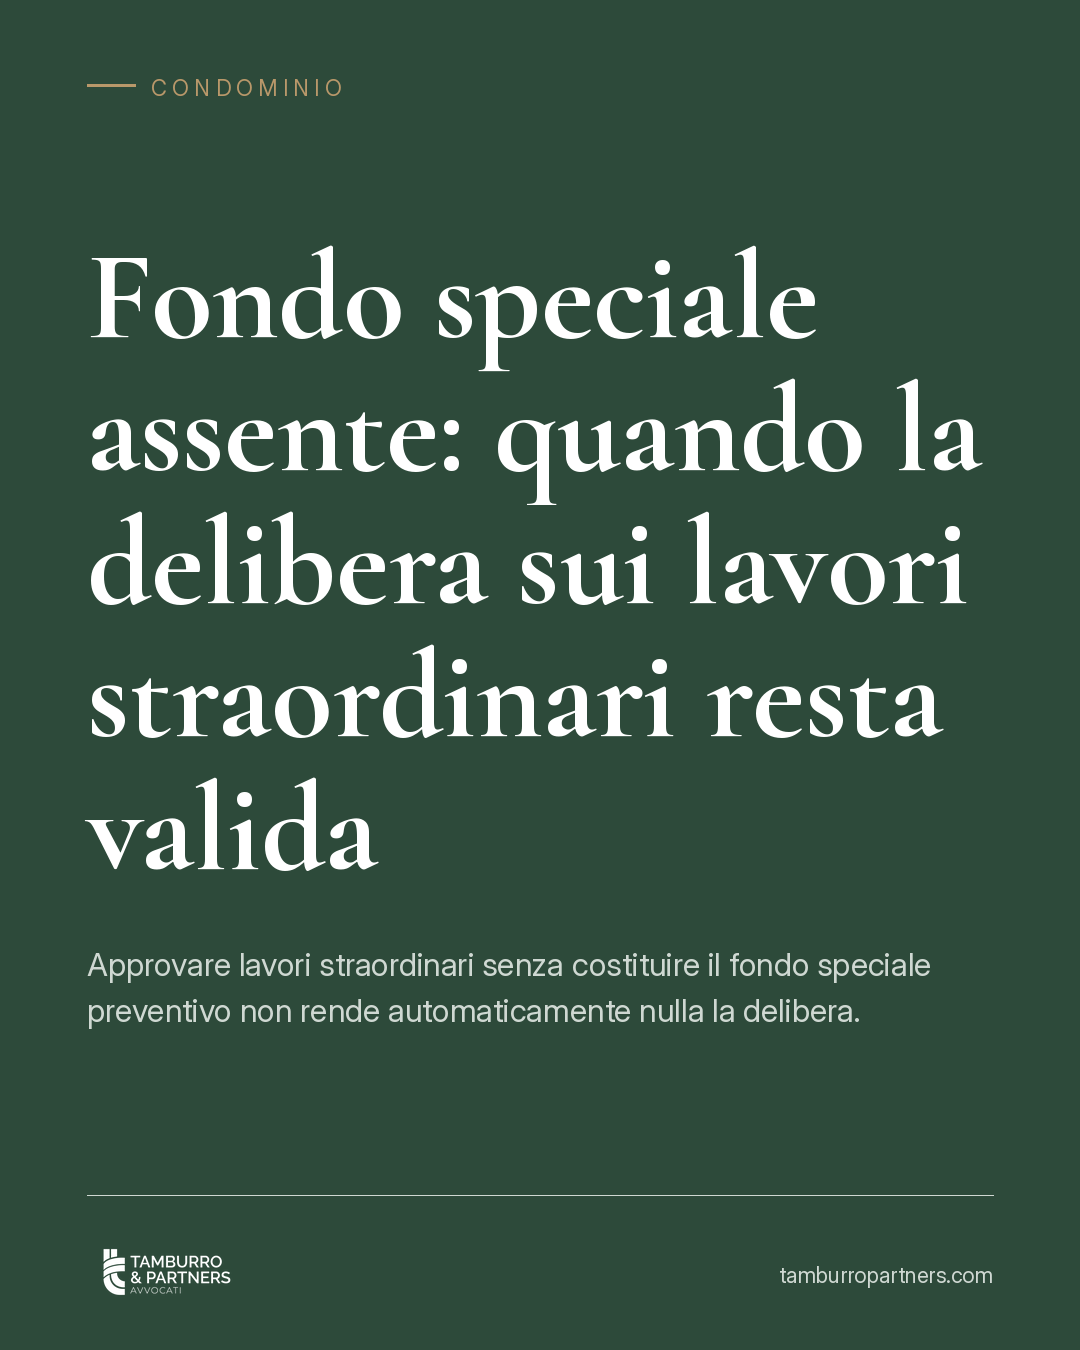 CONDOMINIO
Fondo speciale
assente: quando la
delibera sui lavori
straordinari resta
valida
Approvare lavori straordinari senza costituire il fondo speciale
preventivo non rende automaticamente nulla la delibera.
TAMBURRO
& PARTNERS
AVVOCATI
tamburropartners.com